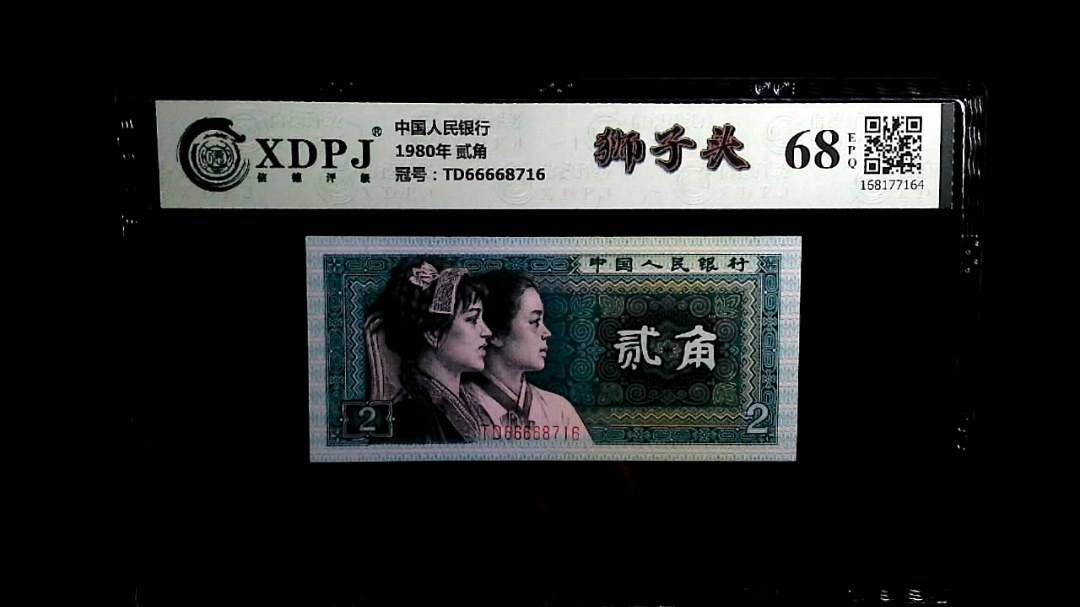 XDPJ®
信德评级
中国人民银行
1980年 贰角
冠号：TD66668716
狮子头
68
EPQ
168177164
中国人民银行
贰角
2
2
TD66668716